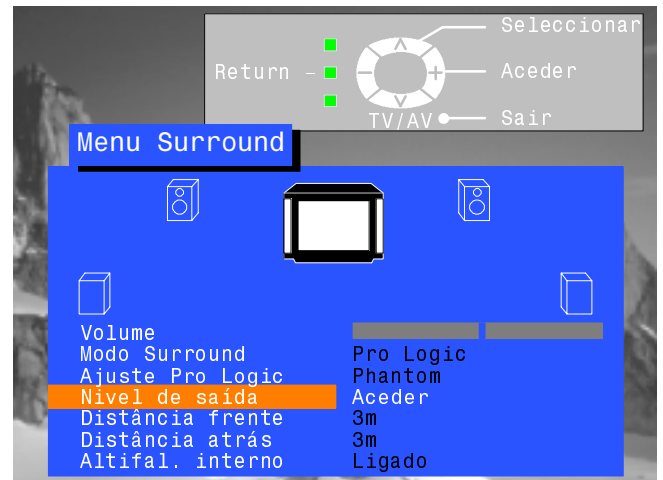 Seleccionar
Return
Aceder
TV/AV Sair
Menu Surround
Volume
Modo Surround Pro Logic
Ajuste Pro Logic Phantom
Nivel de saída Aceder
Distância frente 3m
Distância atrás 3m
Altifal. interno Ligado